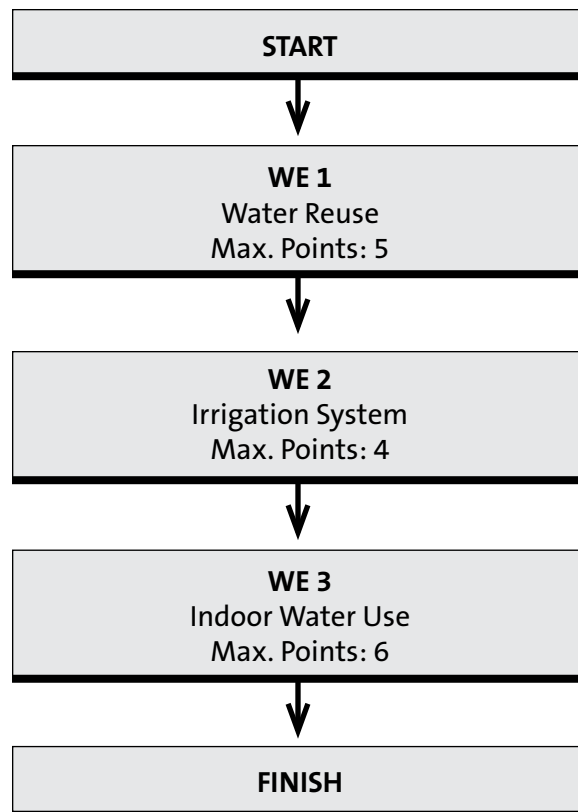 START
WE 1
Water Reuse
Max. Points: 5
WE 2
Irrigation System
Max. Points: 4
WE 3
Indoor Water Use
Max. Points: 6
FINISH